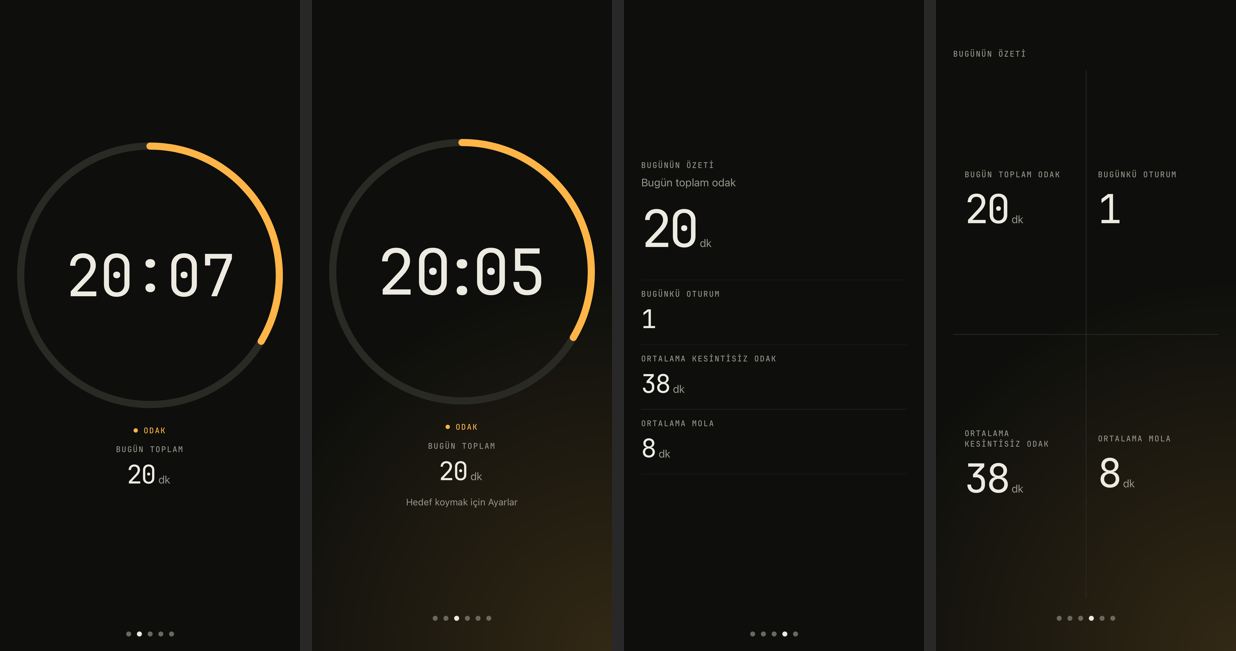 20:07
ODAK
BUGÜN TOPLAM
20 dk
20:05
ODAK
BUGÜN TOPLAM
20 dk
Hedef koymak için Ayarlar
BUGÜNÜN ÖZETİ
Bugün toplam odak
20 dk
BUGÜNKÜ OTURUM
1
ORTALAMA KESİNTİSİZ ODAK
38 dk
ORTALAMA MOLA
8 dk
BUGÜNÜN ÖZETİ
BUGÜN TOPLAM ODAK
20 dk
BUGÜNKÜ OTURUM
1
ORTALAMA
KESİNTİSİZ ODAK
38 dk
ORTALAMA MOLA
8 dk